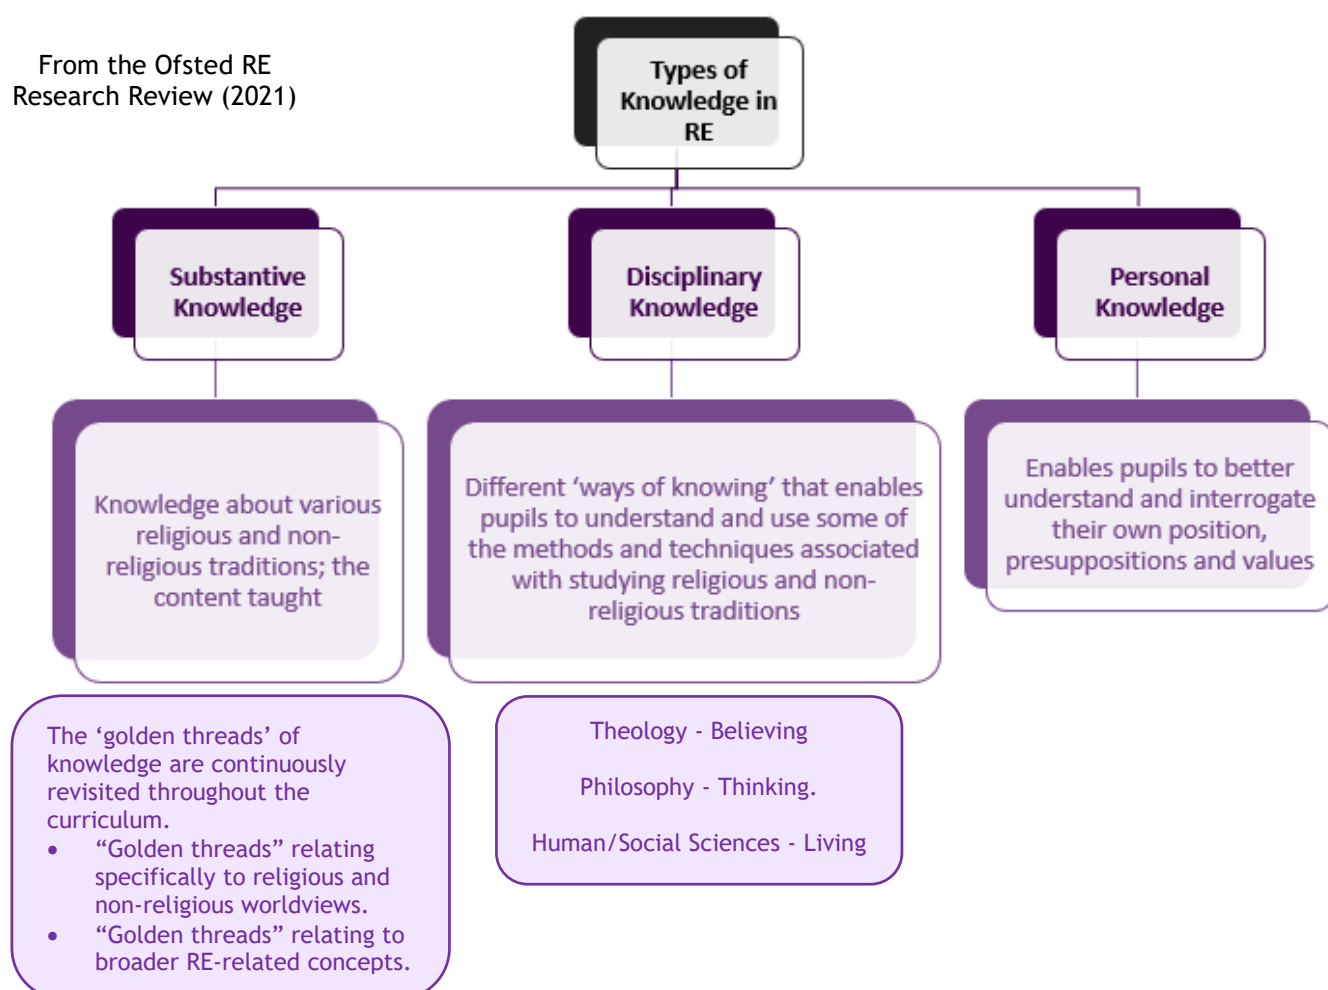 From the Ofsted RE
Research Review (2021)
Types of
Knowledge in
RE
Substantive
Knowledge
Disciplinary
Knowledge
Personal
Knowledge
Knowledge about various
religious and non-
religious traditions; the
content taught
Different ‘ways of knowing’ that enables
pupils to understand and use some of
the methods and techniques associated
with studying religious and non-
religious traditions
Enables pupils to better
understand and interrogate
their own position,
presuppositions and values
The ‘golden threads’ of
knowledge are continuously
revisited throughout the
curriculum.
• “Golden threads” relating
specifically to religious and
non-religious worldviews.
• “Golden threads” relating to
broader RE-related concepts.
Theology - Believing
Philosophy - Thinking.
Human/Social Sciences - Living